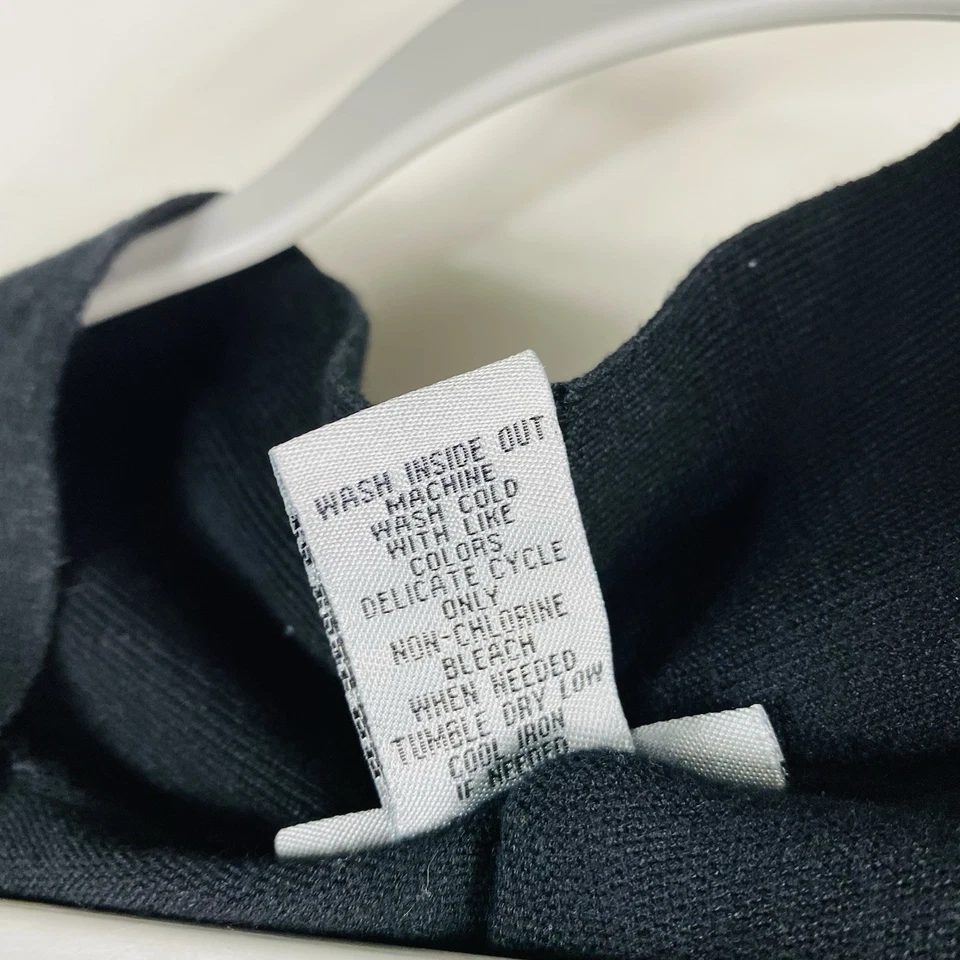 WASH INSIDE OUT
MACHINE
WASH COLD
WITH LIKE
COLORS
DELICATE CYCLE
ONLY
NON-CHLORINE
BLEACH
WHEN NEEDED
TUMBLE DRY LOW
COOL IRON
IF NEEDED